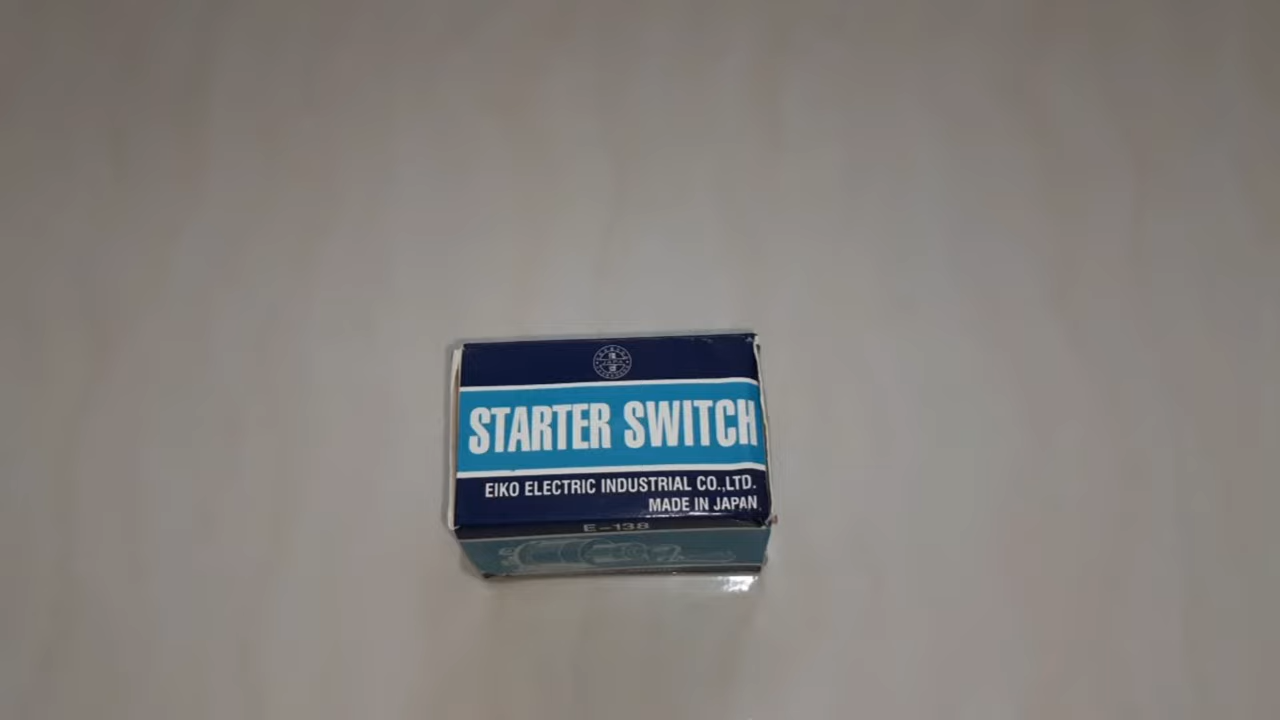 STARTER SWITCH
EIKO ELECTRIC INDUSTRIAL CO.,LTD.
MADE IN JAPAN
E-138